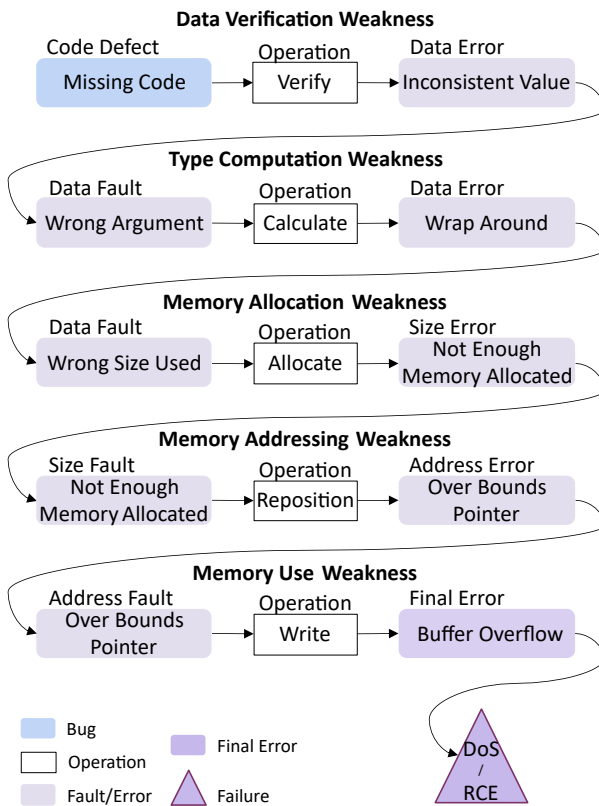 Data Verification Weakness
Code Defect
Operation
Data Error
Missing Code
Verify
Inconsistent Value
Type Computation Weakness
Data Fault
Operation
Data Error
Wrong Argument
Calculate
Wrap Around
Memory Allocation Weakness
Data Fault
Operation
Size Error
Wrong Size Used
Allocate
Not Enough
Memory Allocated
Memory Addressing Weakness
Size Fault
Operation
Address Error
Not Enough
Memory Allocated
Reposition
Over Bounds
Pointer
Memory Use Weakness
Address Fault
Operation
Final Error
Over Bounds
Pointer
Write
Buffer Overflow
Bug
Operation
Fault/Error
Final Error
Failure
DoS
/
RCE